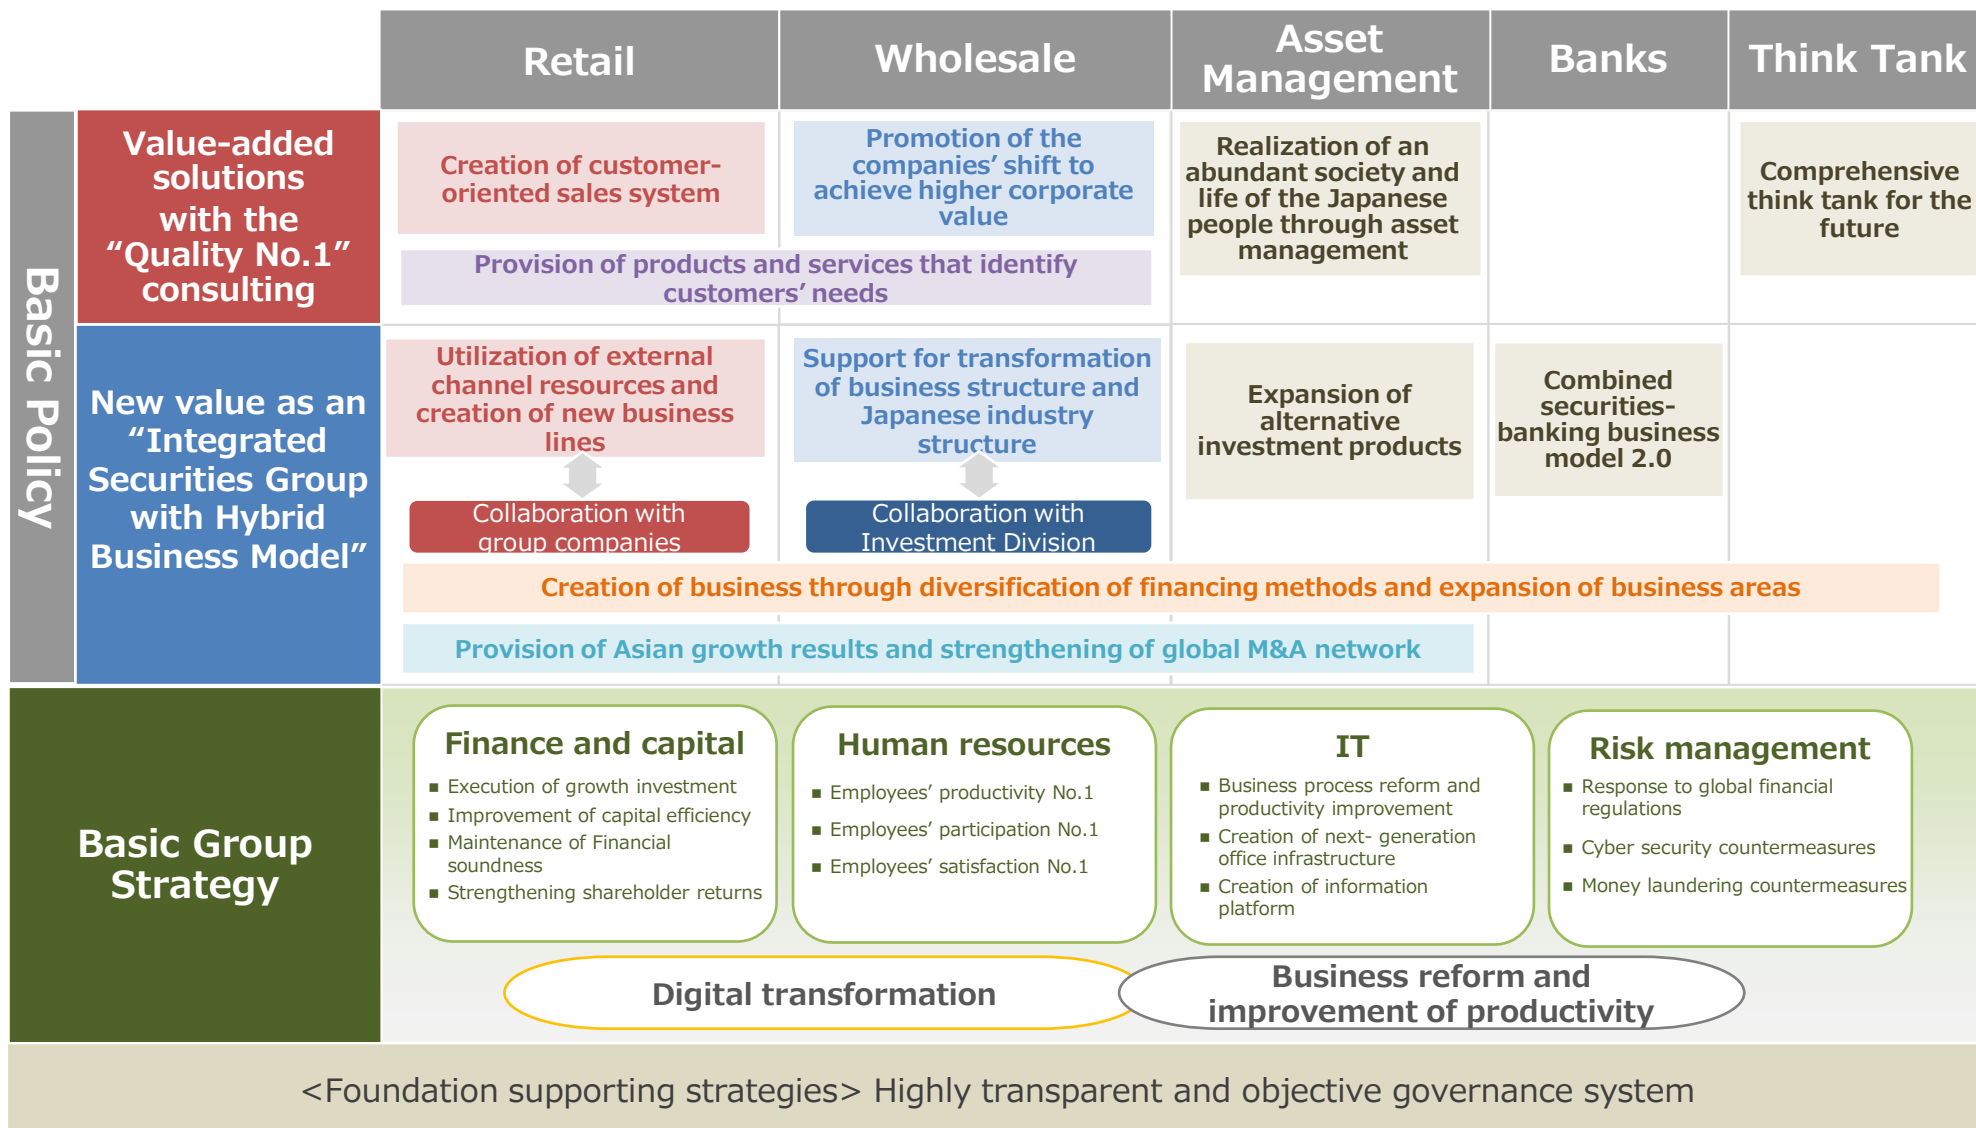 Retail
Wholesale
Asset
Management
Banks
Think Tank
Basic Policy
Value-added
solutions
with the
“Quality No.1”
consulting
Creation of customer-
oriented sales system
Promotion of the
companies’ shift to
achieve higher corporate
value
Realization of an
abundant society and
life of the Japanese
people through asset
management
Comprehensive
think tank for the
future
Provision of products and services that identify
customers’ needs
New value as an
“Integrated
Securities Group
with Hybrid
Business Model”
Utilization of external
channel resources and
creation of new business
lines
Support for transformation
of business structure and
Japanese industry
structure
Expansion of
alternative
investment products
Combined
securities-
banking business
model 2.0
Collaboration with
group companies
Collaboration with
Investment Division
Creation of business through diversification of financing methods and expansion of business areas
Provision of Asian growth results and strengthening of global M&A network
Basic Group
Strategy
Finance and capital
■ Execution of growth investment
■ Improvement of capital efficiency
■ Maintenance of Financial
soundness
■ Strengthening shareholder returns
Human resources
■ Employees’ productivity No.1
■ Employees’ participation No.1
■ Employees’ satisfaction No.1
IT
■ Business process reform and
productivity improvement
■ Creation of next- generation
office infrastructure
■ Creation of information
platform
Risk management
■ Response to global financial
regulations
■ Cyber security countermeasures
■ Money laundering countermeasures
Digital transformation
Business reform and
improvement of productivity
<Foundation supporting strategies> Highly transparent and objective governance system